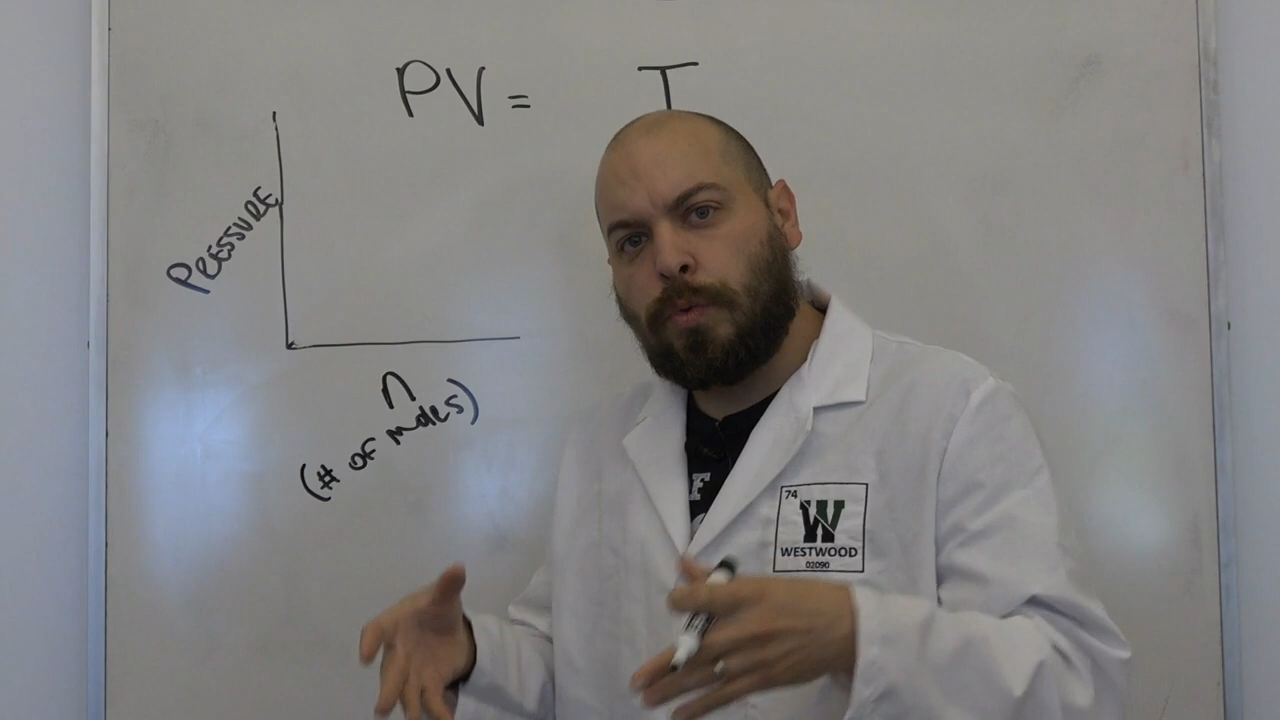 PV = T
PRESSURE
n
(# OF moles)
F
74
W
WESTWOOD
02090